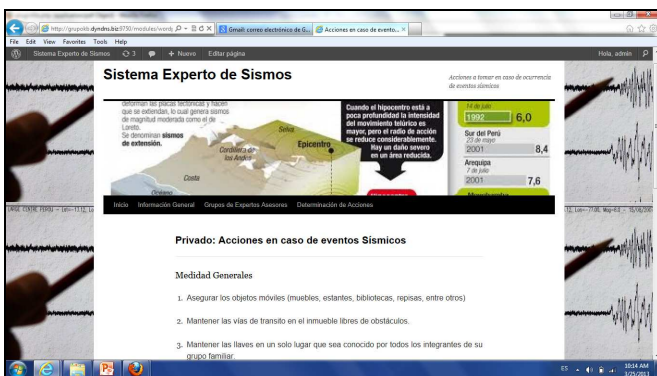 http://grupokb.dyndns.biz:9750/modules/wordp
Gmail: correo electrónico de G...
Acciones en caso de evento...
File Edit View Favorites Tools Help
Sistema Experto de Sismos 3 + Nuevo Editar página Hola, admin
Sistema Experto de Sismos
Acciones a tomar en caso de ocurrencia
de eventos sísmicos
deforman las placas tectónicas y hacen
que se extiendan, lo cual genera sismos
de magnitud moderada como el de
Loreto.
Se denominan sismos
de extensión.
Selva
Cordillera de
los Andes
Costa
Océano
Epicentro
Cuando el hipocentro está a
poca profundidad la intensidad
del movimiento telúrico es
mayor, pero el radio de acción
se reduce considerablemente.
Hay un daño severo
en un área reducida.
14 de julio
1992 6,0
Sur del Perú
23 de mayo
2001 8,4
Arequipa
7 de julio
2001 7,6
Inicio Información General Grupos de Expertos Asesores Determinación de Acciones
Privado: Acciones en caso de eventos Sísmicos
Medidad Generales
1. Asegurar los objetos móviles (muebles, estantes, bibliotecas, repisas, entre otros)
2. Mantener las vías de transito en el inmueble libres de obstáculos.
3. Mantener las llaves en un solo lugar que sea conocido por todos los integrantes de su
grupo familiar.
ES
10:14 AM
3/25/2013